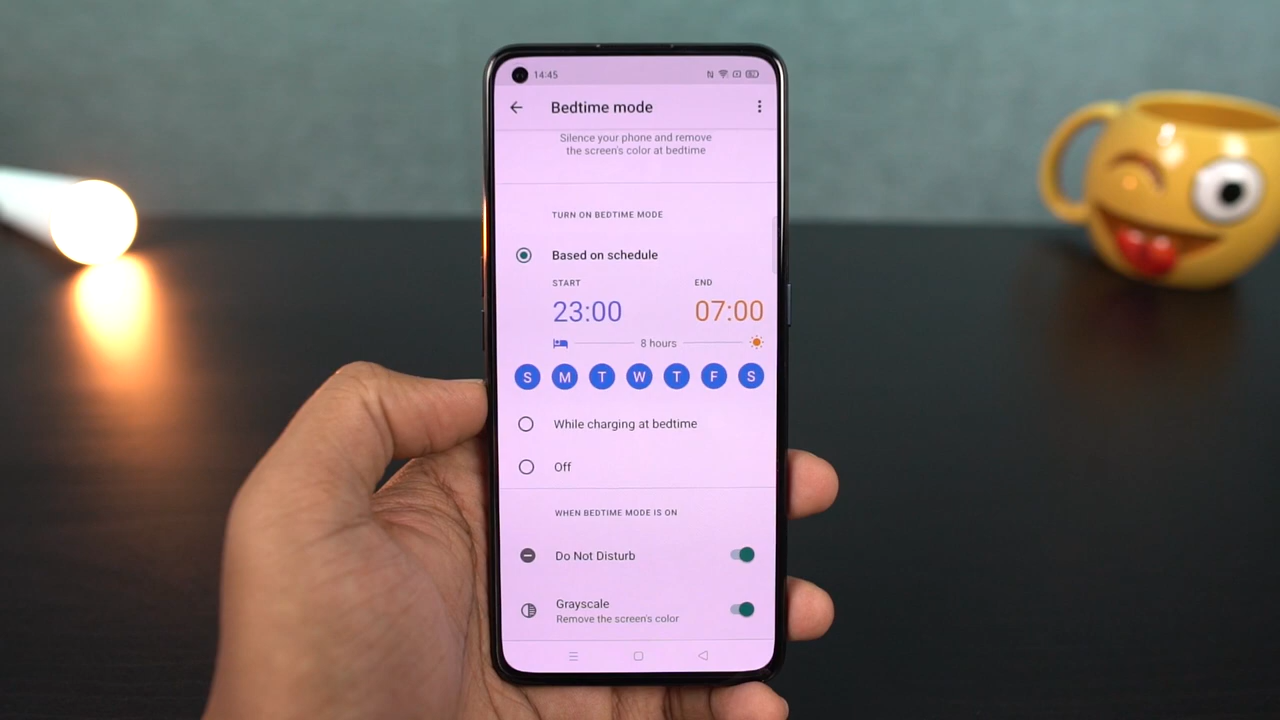 14:45
Bedtime mode
Silence your phone and remove
the screen's color at bedtime
TURN ON BEDTIME MODE
Based on schedule
START END
23:00 07:00
8 hours
S M T W T F S
While charging at bedtime
Off
WHEN BEDTIME MODE IS ON
Do Not Disturb
Grayscale
Remove the screen's color